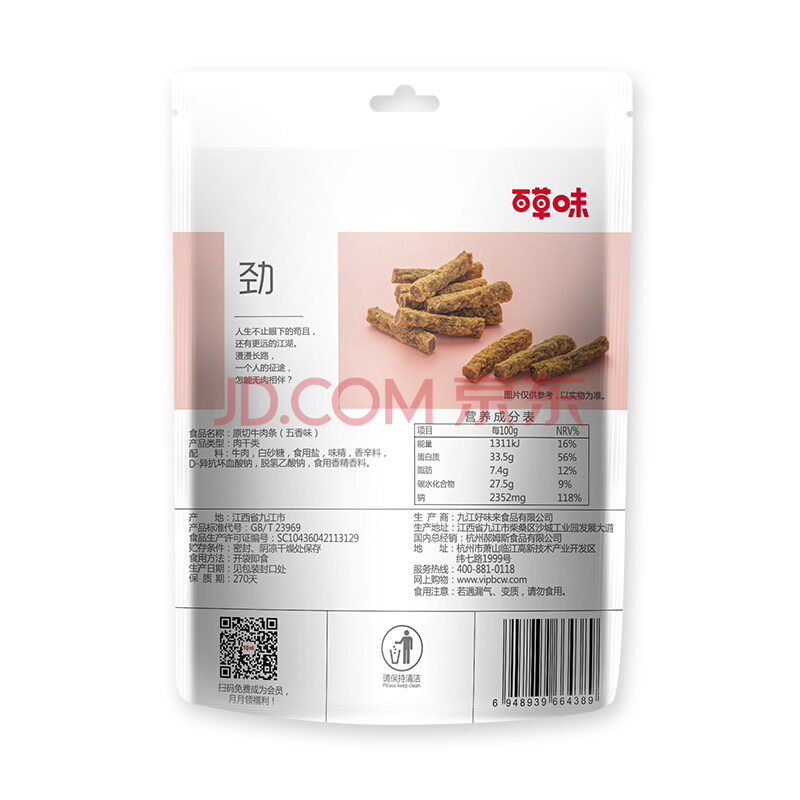 百草味
劲
人生不止眼下的苟且，
还有更远的江湖。
漫漫长路，
一个人的征途，
怎能无肉相伴？
图片仅供参考，以实物为准。
JD.COM 京东
食品名称：原切牛肉条（五香味）
产品类型：肉干类
配 料：牛肉，白砂糖，食用盐，味精，香辛料，
D-异抗坏血酸钠，脱氢乙酸钠，食用香精香料。
营养成分表
项目 每100g NRV%
能量 1311kJ 16%
蛋白质 33.5g 56%
脂肪 7.4g 12%
碳水化合物 27.5g 9%
钠 2352mg 118%
产 地：江西省九江市
产品标准代号：GB/T 23969
食品生产许可证编号：SC10436042113129
贮存条件：密封、阴凉干燥处保存
食用方法：开袋即食
生产日期：见包装封口处
保 质 期：270天
生 产 商：九江好味来食品有限公司
生产地址：江西省九江市柴桑区沙城工业园发展大道
国内总经销：杭州郝姆斯食品有限公司
地 址：杭州市萧山临江高新技术产业开发区
纬七路1999号
服务热线：400-881-0118
网上购物：www.vipbcw.com
食用注意：若遇漏气、变质，请勿食用。
百草味
扫码免费成为会员，
月月领福利！
请保持清洁
Please keep clean
6 948939 664389